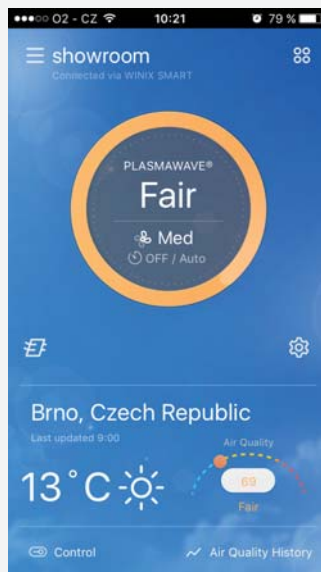 O2 - CZ 10:21 79 %
showroom
Connected via WINIX SMART
PLASMAWAVE®
Fair
Med
OFF / Auto
Brno, Czech Republic
Last updated 9:00
Air Quality
13°C
69
Fair
Control
Air Quality History